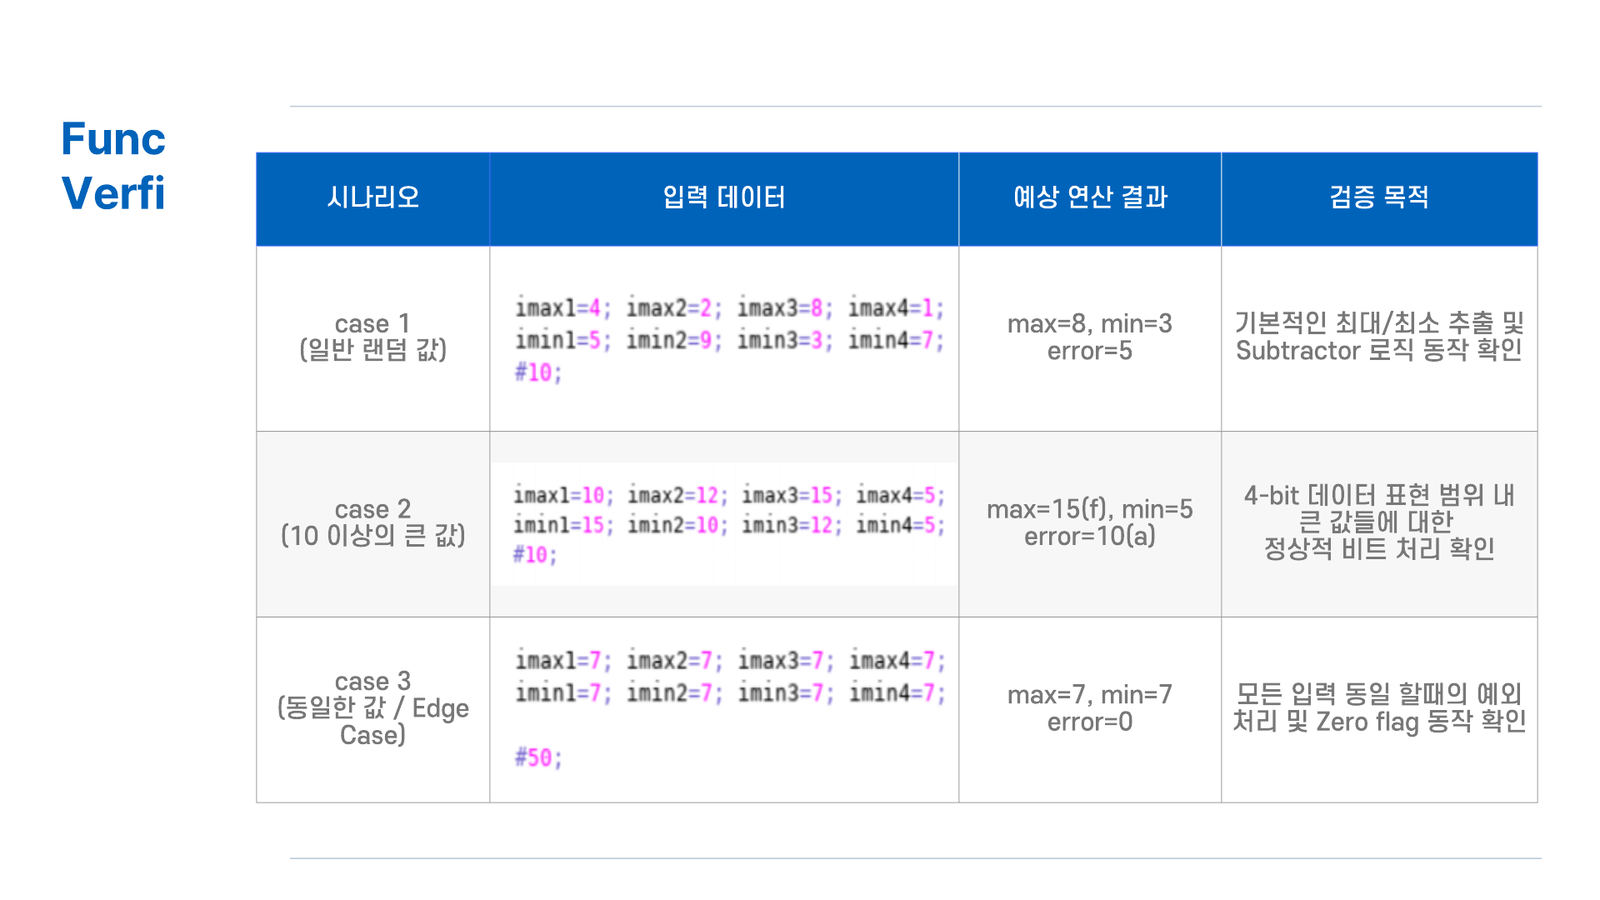 Func
Verfi
시나리오
입력 데이터
예상 연산 결과
검증 목적
case 1
(일반 랜덤 값)
imax1=4; imax2=2; imax3=8; imax4=1;
imin1=5; imin2=9; imin3=3; imin4=7;
#10;
max=8, min=3
error=5
기본적인 최대/최소 추출 및
Subtractor 로직 동작 확인
case 2
(10 이상의 큰 값)
imax1=10; imax2=12; imax3=15; imax4=5;
imin1=15; imin2=10; imin3=12; imin4=5;
#10;
max=15(f), min=5
error=10(a)
4-bit 데이터 표현 범위 내
큰 값들에 대한
정상적 비트 처리 확인
case 3
(동일한 값 / Edge
Case)
imax1=7; imax2=7; imax3=7; imax4=7;
imin1=7; imin2=7; imin3=7; imin4=7;
#50;
max=7, min=7
error=0
모든 입력 동일 할때의 예외
처리 및 Zero flag 동작 확인